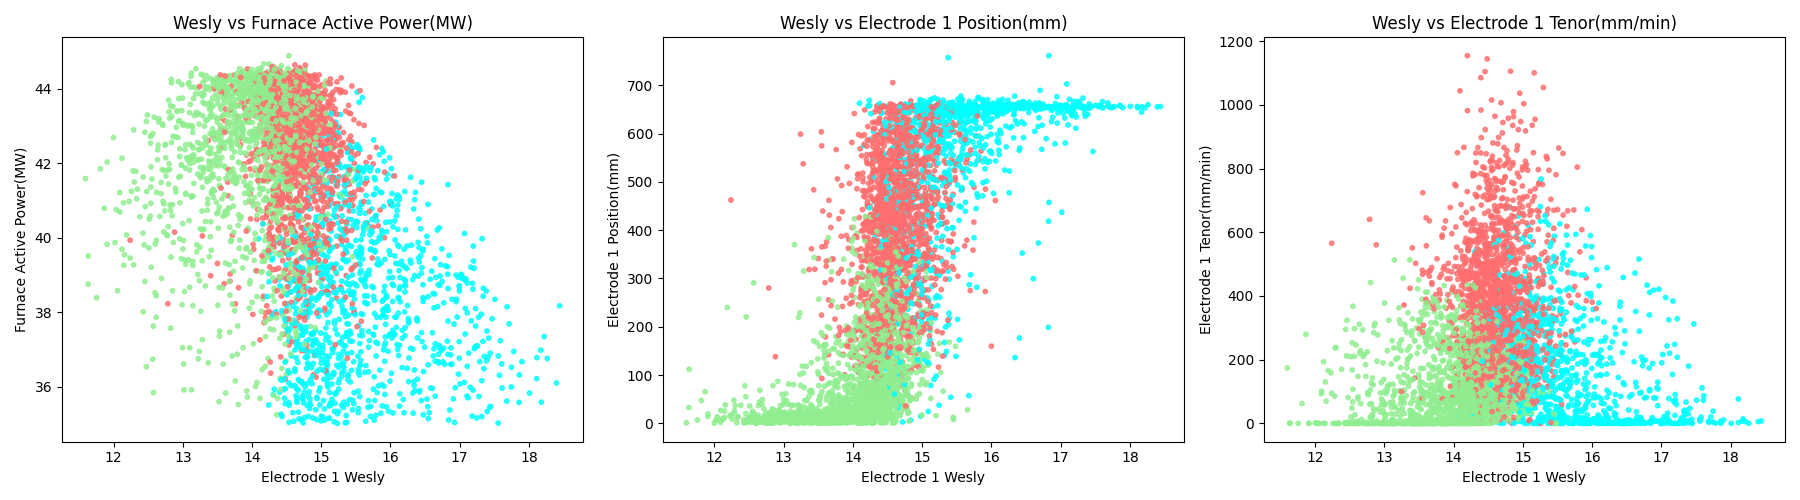 Wesly vs Furnace Active Power(MW)
Furnace Active Power(MW)
44
42
40
38
36
12 13 14 15 16 17 18
Electrode 1 Wesly
Wesly vs Electrode 1 Position(mm)
Electrode 1 Position(mm)
700
600
500
400
300
200
100
0
12 13 14 15 16 17 18
Electrode 1 Wesly
Wesly vs Electrode 1 Tenor(mm/min)
Electrode 1 Tenor(mm/min)
1200
1000
800
600
400
200
0
12 13 14 15 16 17 18
Electrode 1 Wesly